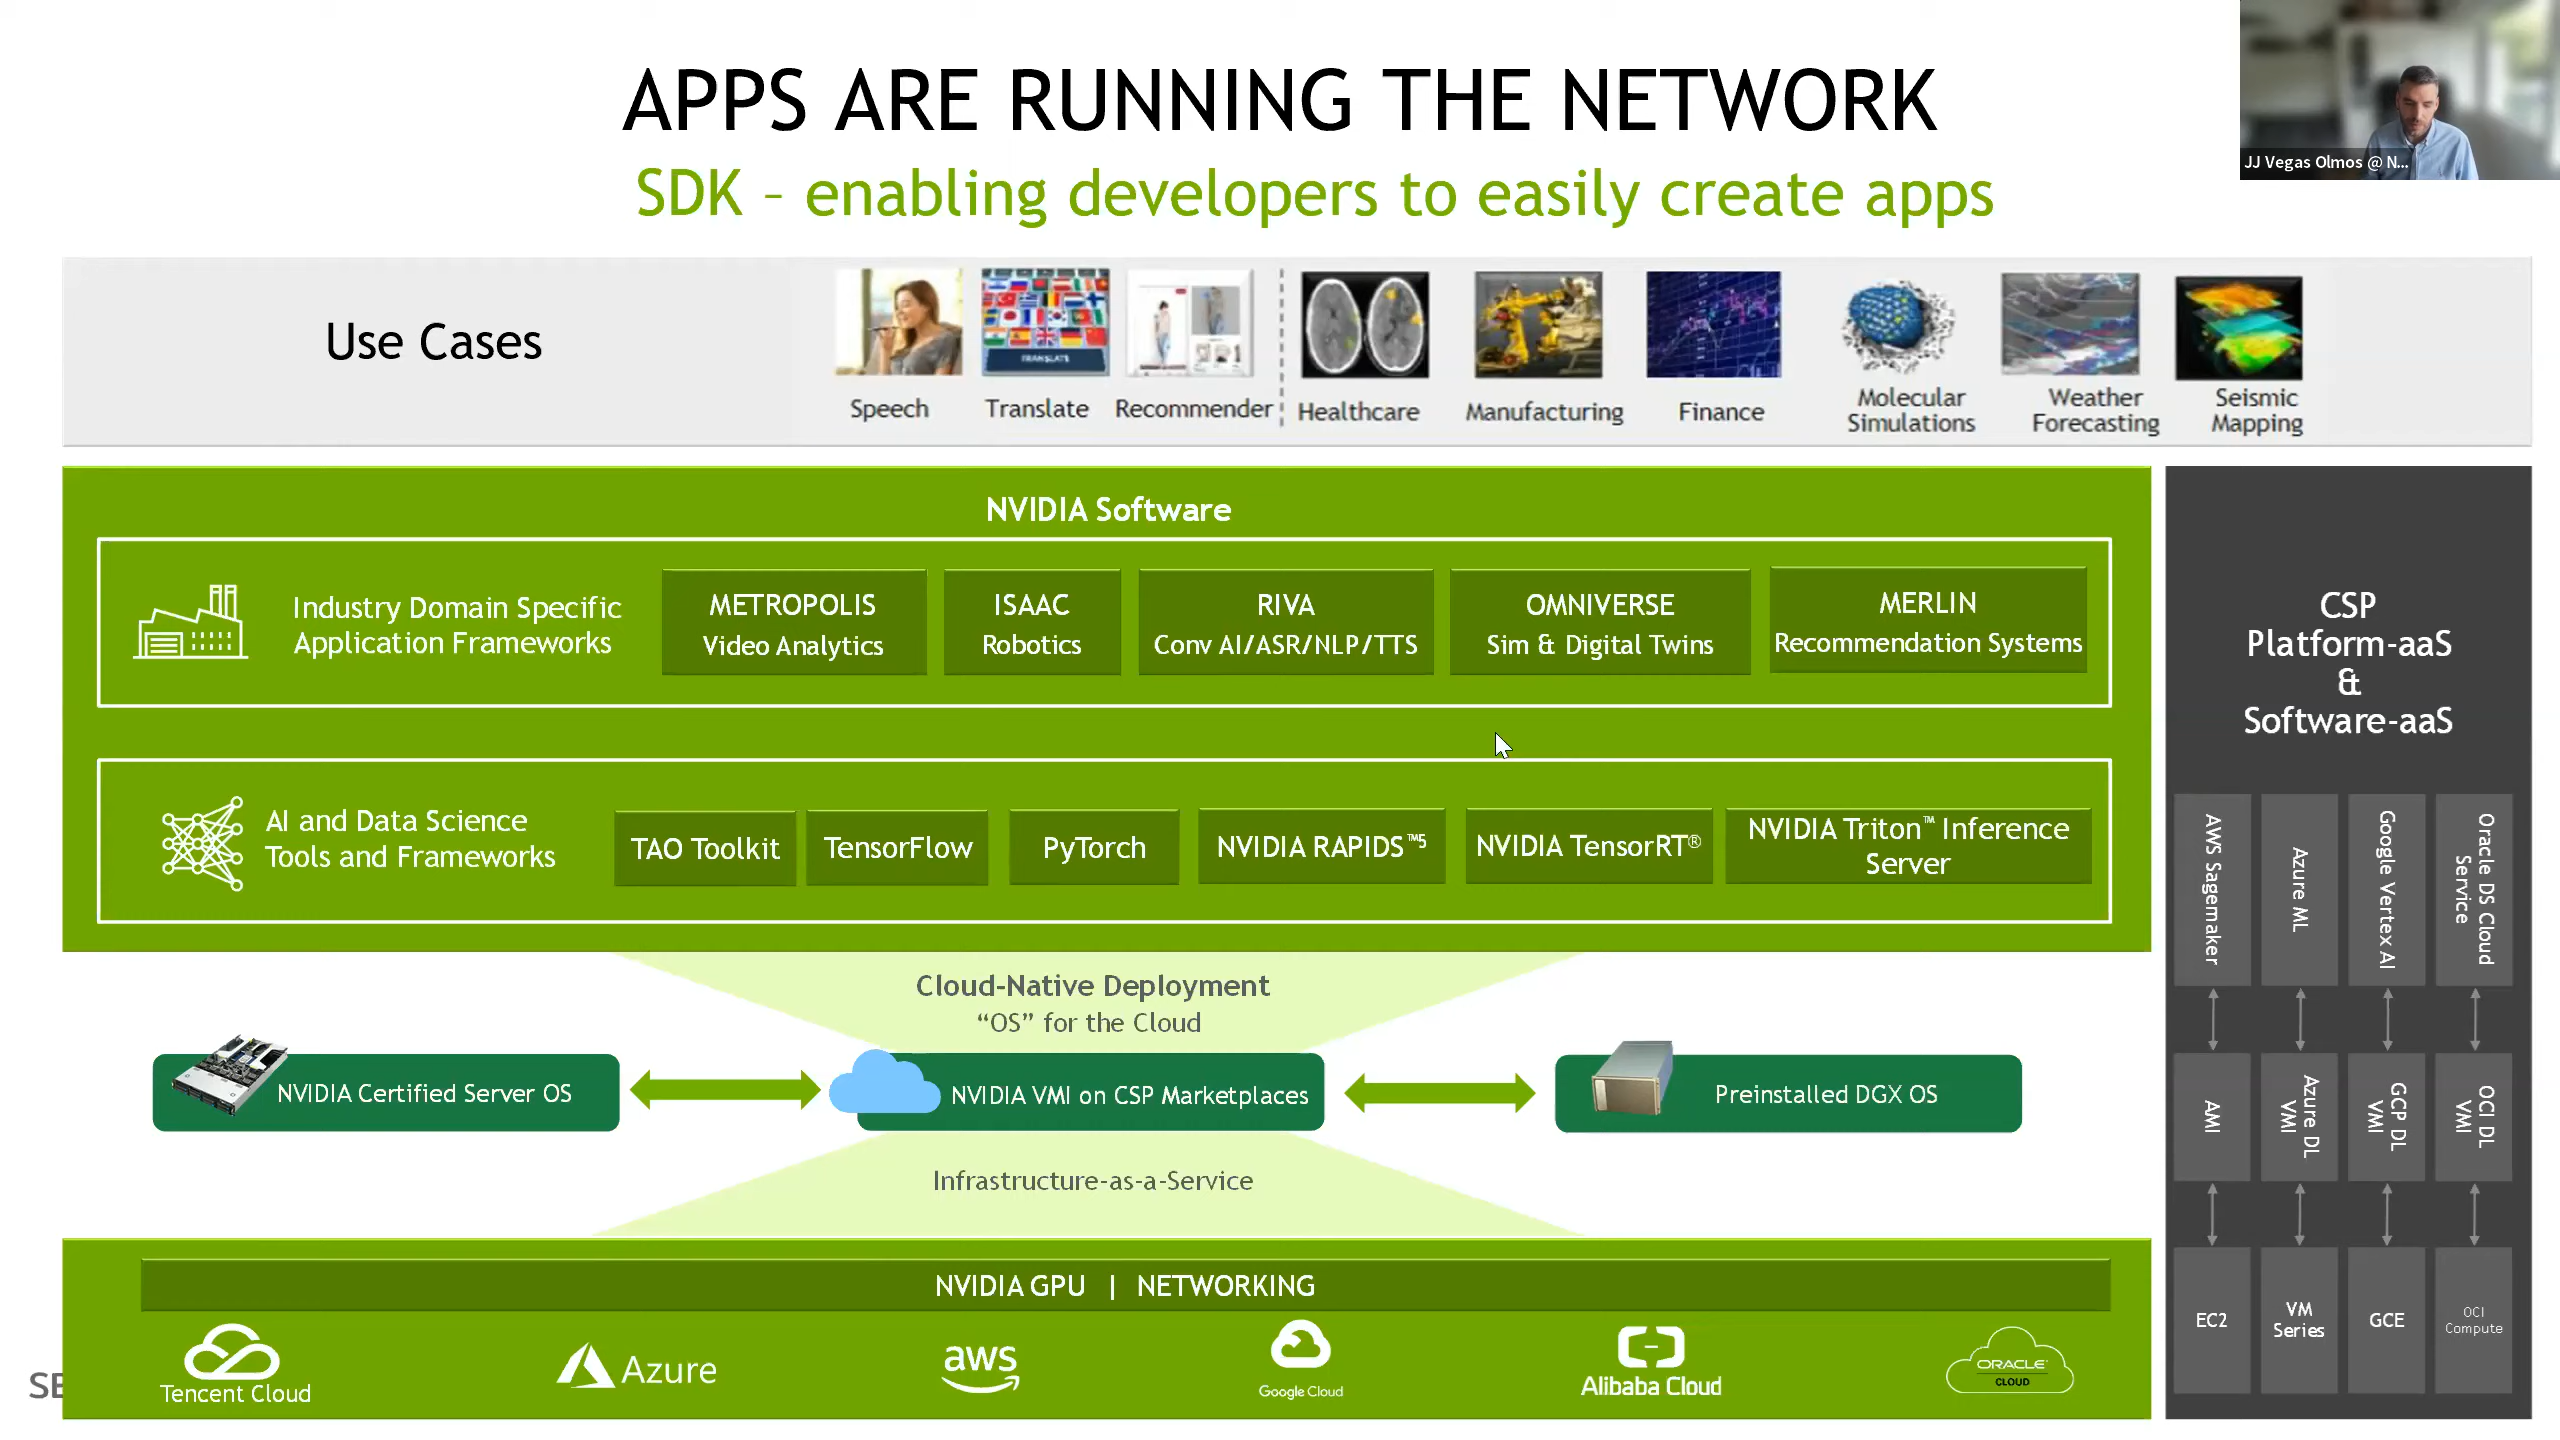 APPS ARE RUNNING THE NETWORK
SDK – enabling developers to easily create apps
JJ Vegas Olmos @ N...
Use Cases
TRANSLATE
Speech
Translate
Recommender
Healthcare
Manufacturing
Finance
Molecular
Simulations
Weather
Forecasting
Seismic
Mapping
NVIDIA Software
Industry Domain Specific
Application Frameworks
METROPOLIS
Video Analytics
ISAAC
Robotics
RIVA
Conv AI/ASR/NLP/TTS
OMNIVERSE
Sim & Digital Twins
MERLIN
Recommendation Systems
AI and Data Science
Tools and Frameworks
TAO Toolkit
TensorFlow
PyTorch
NVIDIA RAPIDS™5
NVIDIA TensorRT®
NVIDIA Triton™ Inference
Server
Cloud-Native Deployment
“OS” for the Cloud
NVIDIA Certified Server OS
NVIDIA VMI on CSP Marketplaces
Preinstalled DGX OS
Infrastructure-as-a-Service
NVIDIA GPU | NETWORKING
SE
Tencent Cloud
Azure
aws
Google Cloud
Alibaba Cloud
ORACLE
CLOUD
CSP
Platform-aaS
&
Software-aaS
AWS Sagemaker
Azure ML
Google Vertex AI
Oracle DS Cloud
Service
AMI
Azure DL
VMI
GCP DL
VMI
OCI DL
VMI
EC2
VM
Series
GCE
OCI
Compute